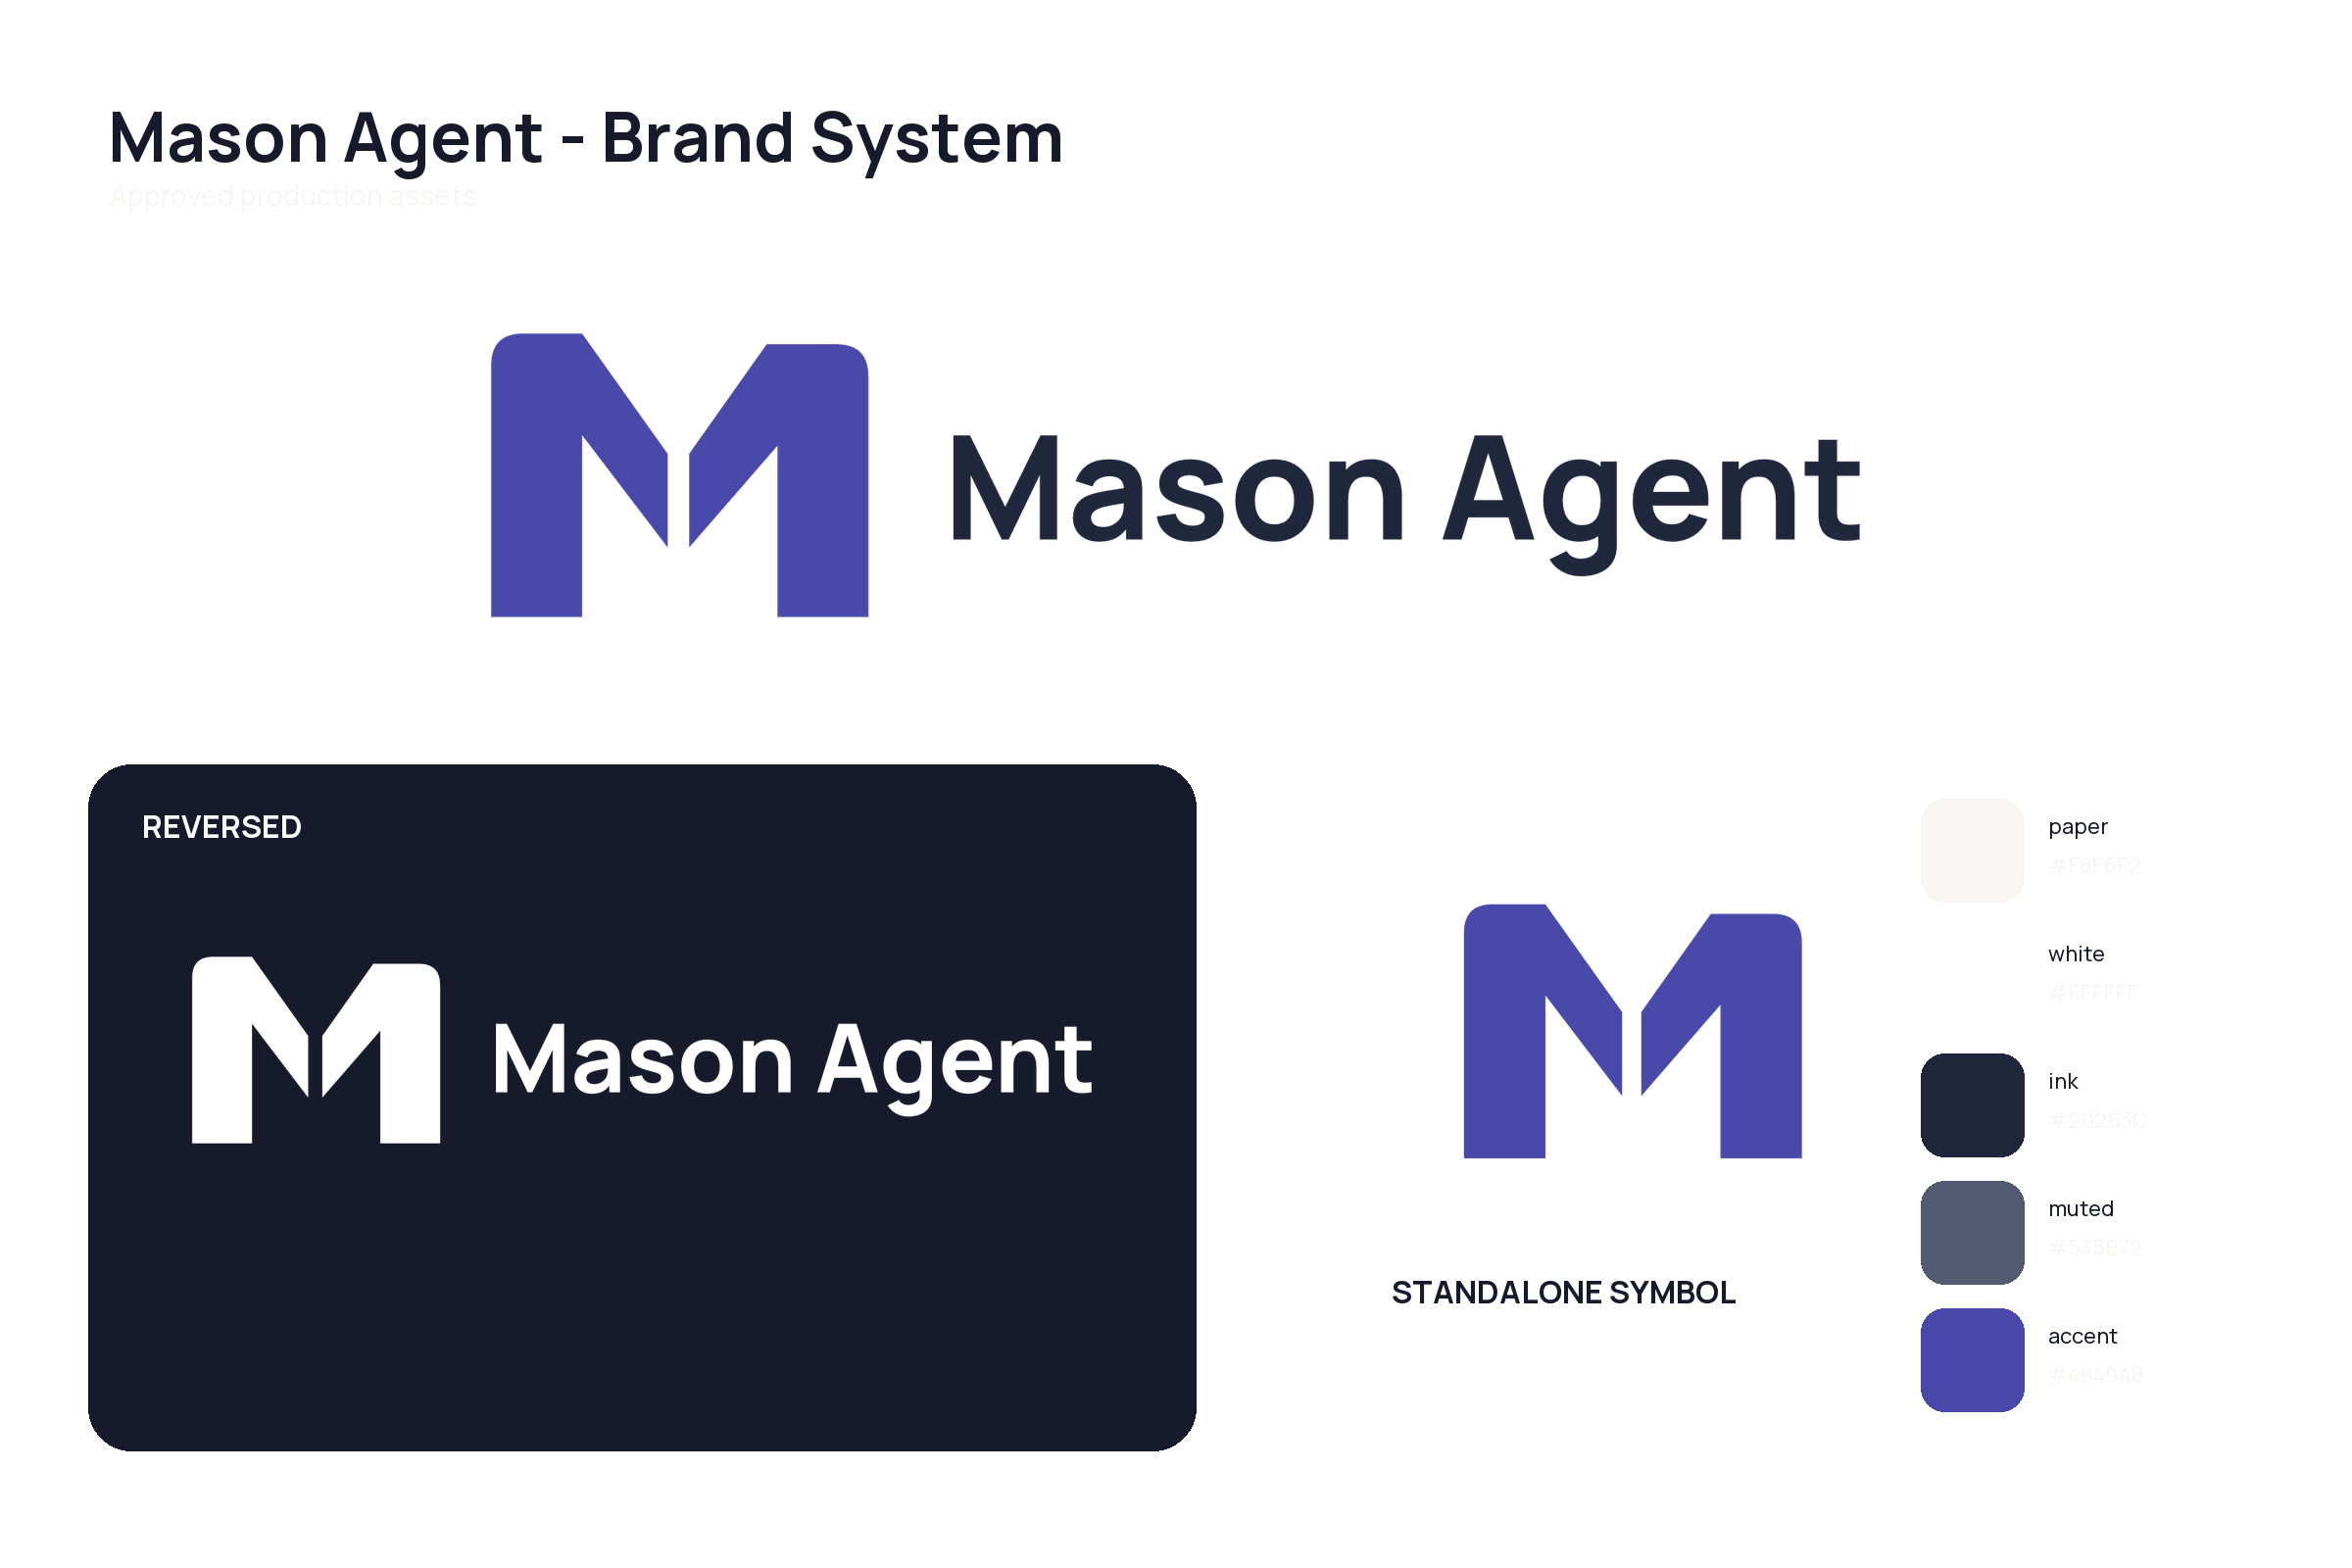 Mason Agent - Brand System
Approved production assets
Mason Agent
REVERSED
Mason Agent
STANDALONE SYMBOL
paper
#F8F6F2
white
#FFFFFF
ink
#20263C
muted
#535B72
accent
#4849A8